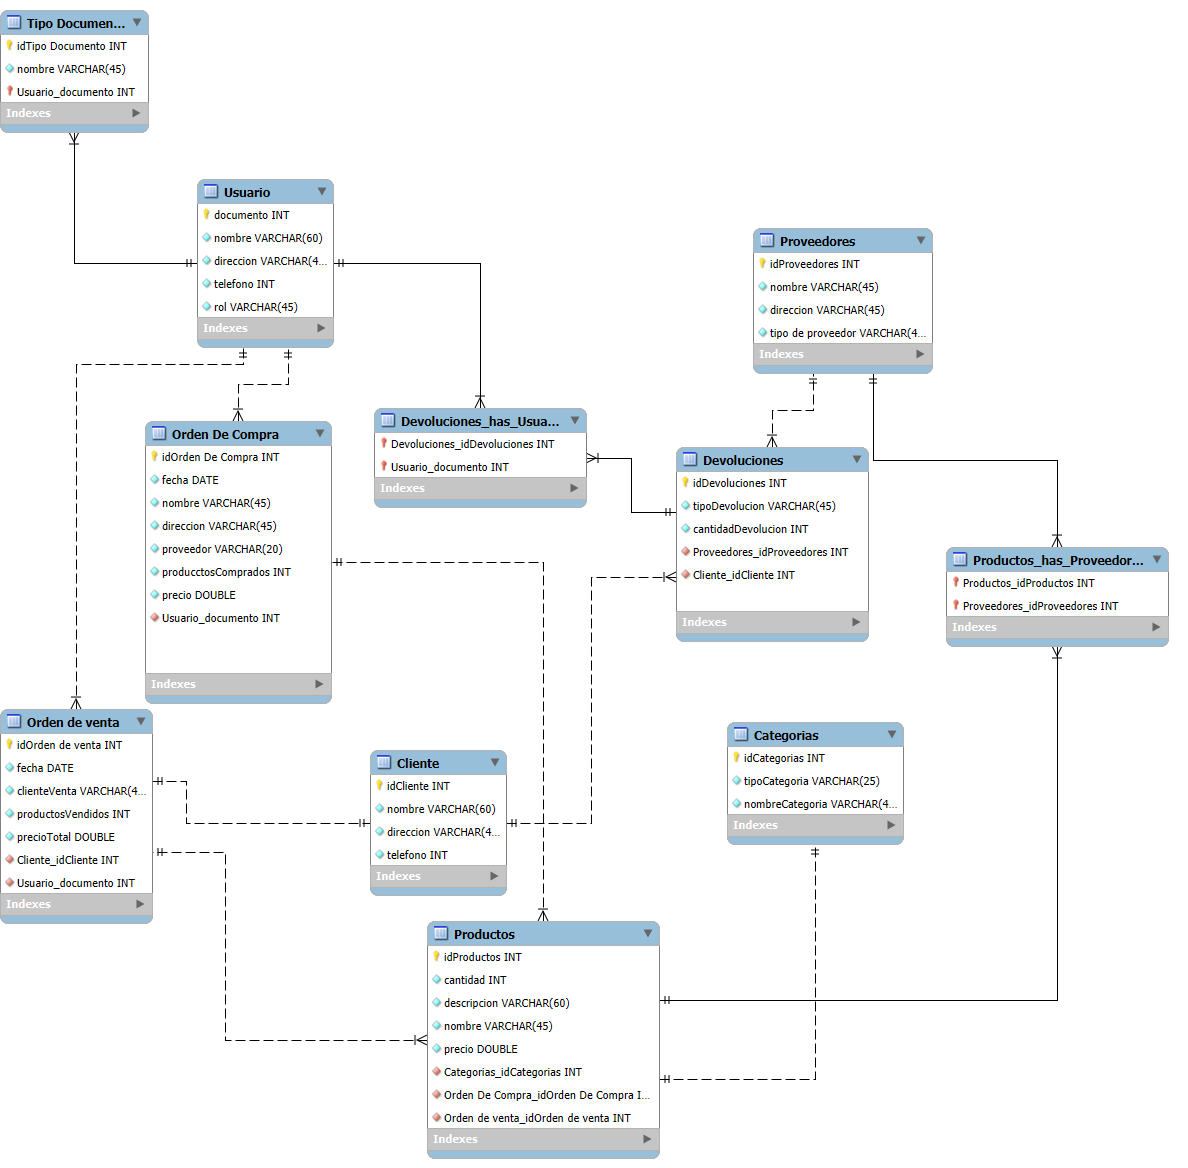 Tipo Documen...
idTipo Documento INT
nombre VARCHAR(45)
Usuario_documento INT
Indexes
Usuario
documento INT
nombre VARCHAR(60)
direccion VARCHAR(4...
telefono INT
rol VARCHAR(45)
Indexes
Proveedores
idProveedores INT
nombre VARCHAR(45)
direccion VARCHAR(45)
tipo de proveedor VARCHAR(4...
Indexes
Orden De Compra
idOrden De Compra INT
fecha DATE
nombre VARCHAR(45)
direccion VARCHAR(45)
proveedor VARCHAR(20)
producctosComprados INT
precio DOUBLE
Usuario_documento INT
Indexes
Devoluciones_has_Usua...
Devoluciones_idDevoluciones INT
Usuario_documento INT
Indexes
Devoluciones
idDevoluciones INT
tipoDevolucion VARCHAR(45)
cantidadDevolucion INT
Proveedores_idProveedores INT
Cliente_idCliente INT
Indexes
Productos_has_Proveedor...
Productos_idProductos INT
Proveedores_idProveedores INT
Indexes
Orden de venta
idOrden de venta INT
fecha DATE
clienteVenta VARCHAR(4...
productosVendidos INT
precioTotal DOUBLE
Cliente_idCliente INT
Usuario_documento INT
Indexes
Cliente
idCliente INT
nombre VARCHAR(60)
direccion VARCHAR(4...
telefono INT
Indexes
Categorias
idCategorias INT
tipoCategoria VARCHAR(25)
nombreCategoria VARCHAR(4...
Indexes
Productos
idProductos INT
cantidad INT
descripcion VARCHAR(60)
nombre VARCHAR(45)
precio DOUBLE
Categorias_idCategorias INT
Orden De Compra_idOrden De Compra I...
Orden de venta_idOrden de venta INT
Indexes